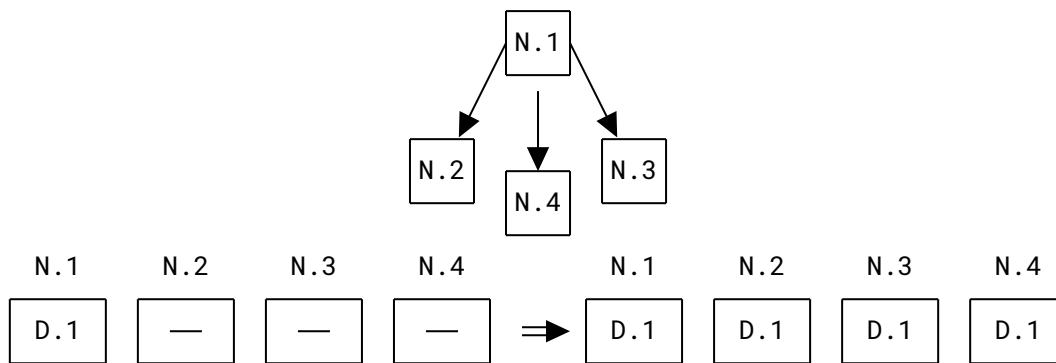 N.1
N.2 N.3
N.4
N.1 N.2 N.3 N.4 N.1 N.2 N.3 N.4
D.1 — — — D.1 D.1 D.1 D.1